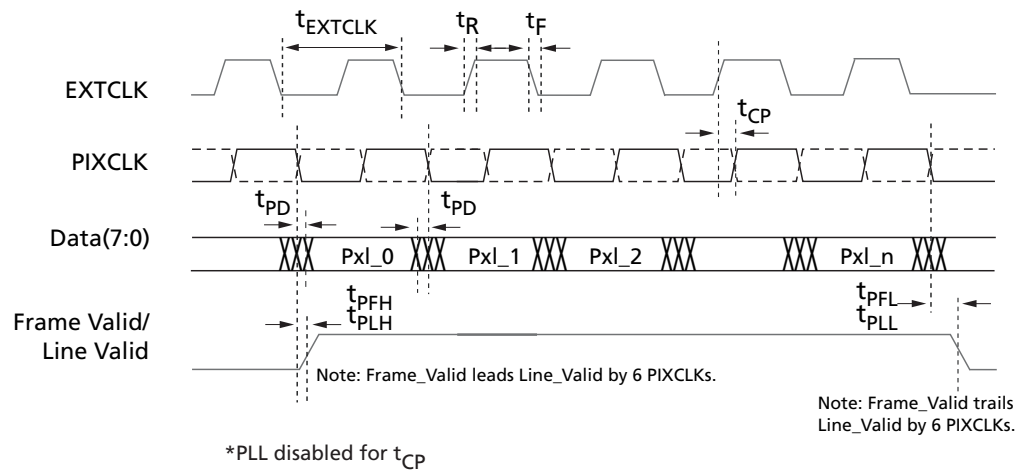 tEXTCLK
tR
tF
EXTCLK
tCP
PIXCLK
tPD
tPD
Data(7:0)
Pxl_0
Pxl_1
Pxl_2
Pxl_n
tPFH
tPLH
tPFL
tPLL
Frame Valid/
Line Valid
Note: Frame_Valid leads Line_Valid by 6 PIXCLKs.
Note: Frame_Valid trails
Line_Valid by 6 PIXCLKs.
*PLL disabled for tCP